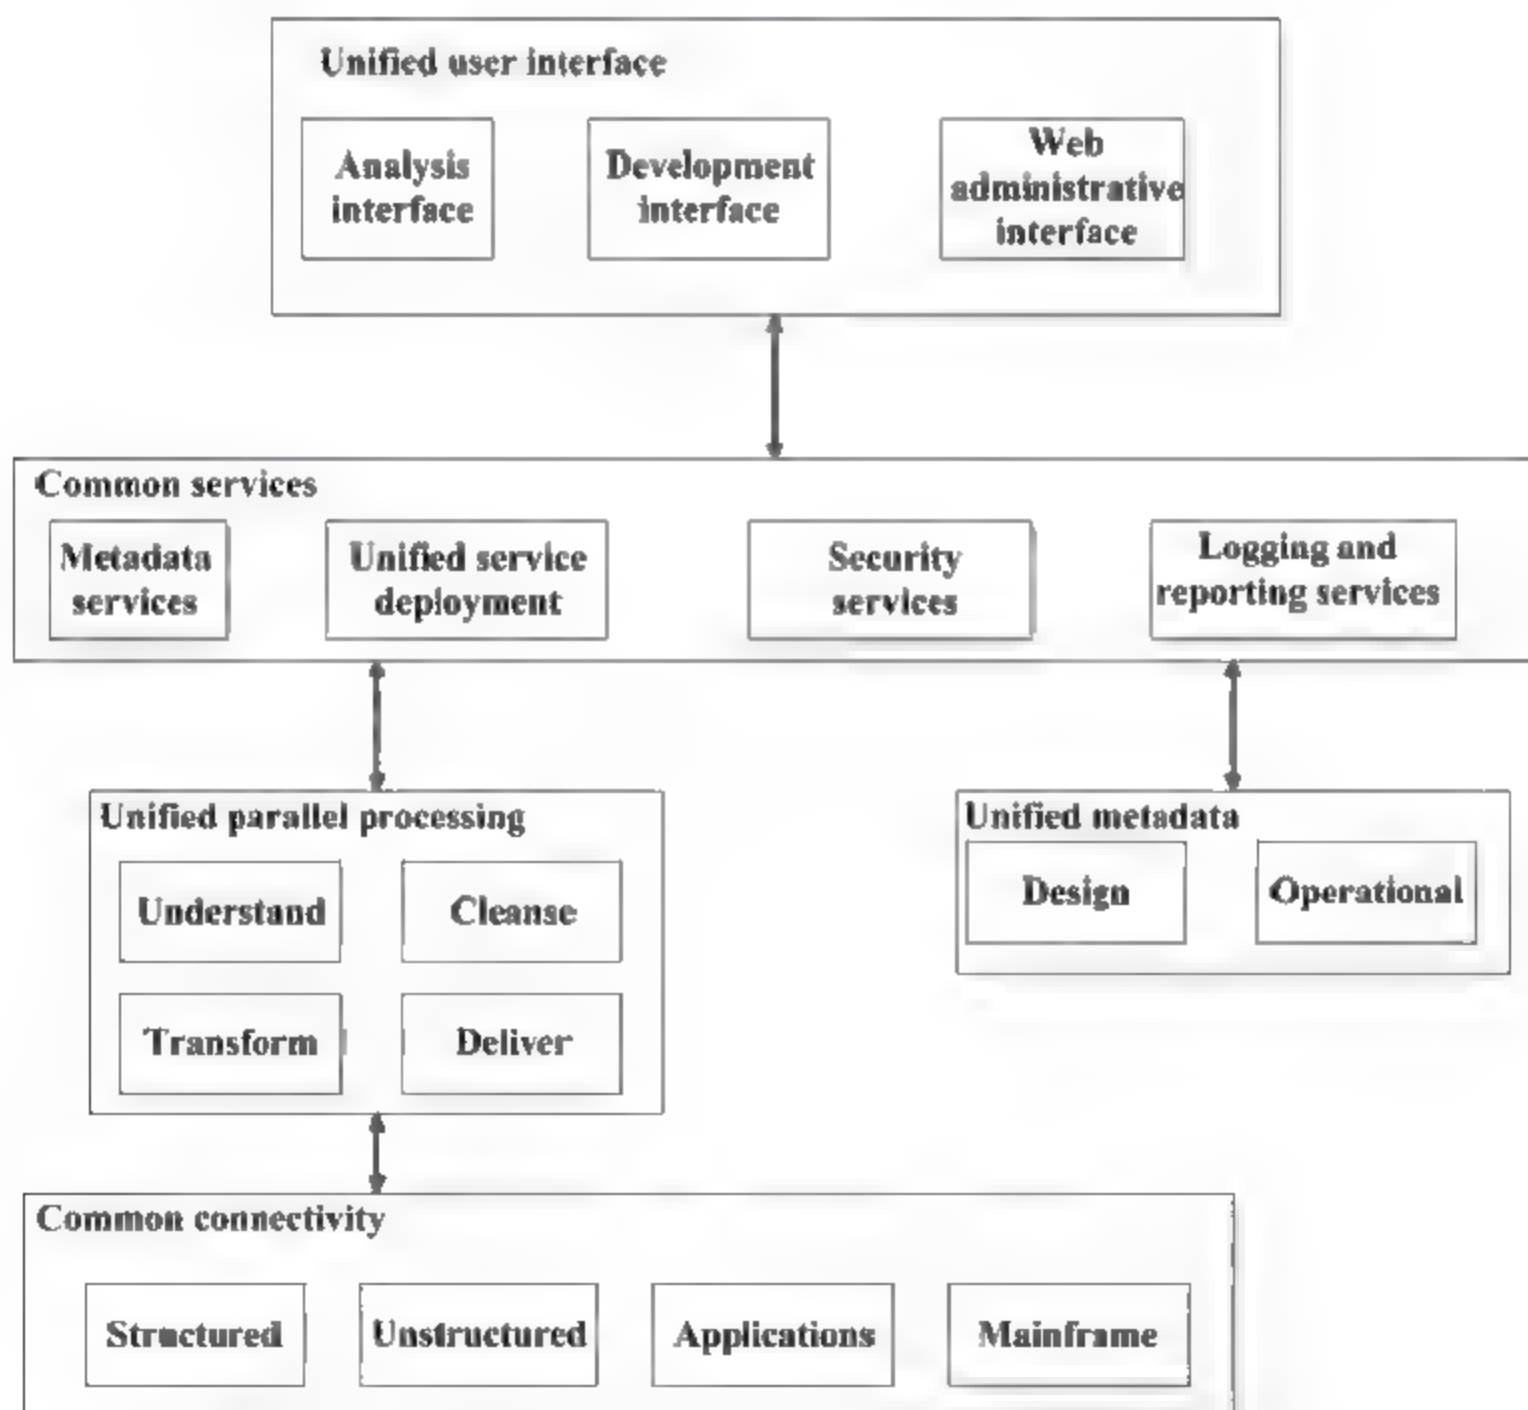 Unified user interface
Analysis
interface
Development
interface
Web
administrative
interface
Common services
Metadata
services
Unified service
deployment
Security
services
Logging and
reporting services
Unified parallel processing
Understand
Cleanse
Transform
Deliver
Unified metadata
Design
Operational
Common connectivity
Structured
Unstructured
Applications
Mainframe